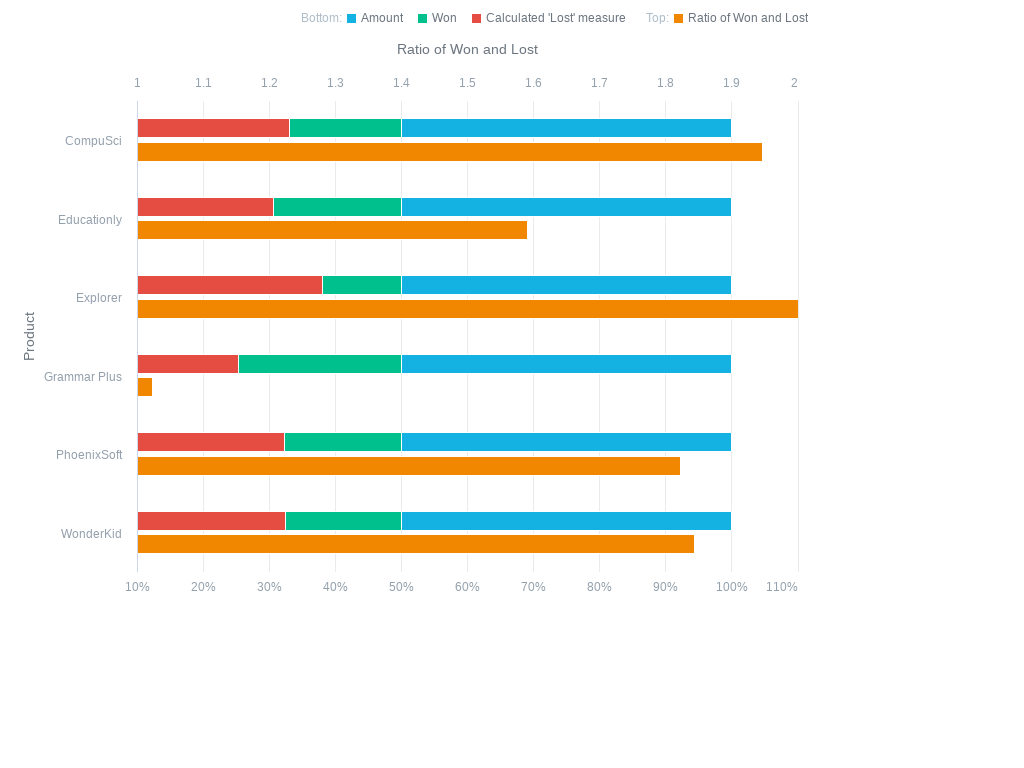 Bottom: Amount Won Calculated 'Lost' measure Top: Ratio of Won and Lost
Ratio of Won and Lost
1 1.1 1.2 1.3 1.4 1.5 1.6 1.7 1.8 1.9 2
CompuSci
Educationly
Explorer
Product
Grammar Plus
PhoenixSoft
WonderKid
10% 20% 30% 40% 50% 60% 70% 80% 90% 100% 110%